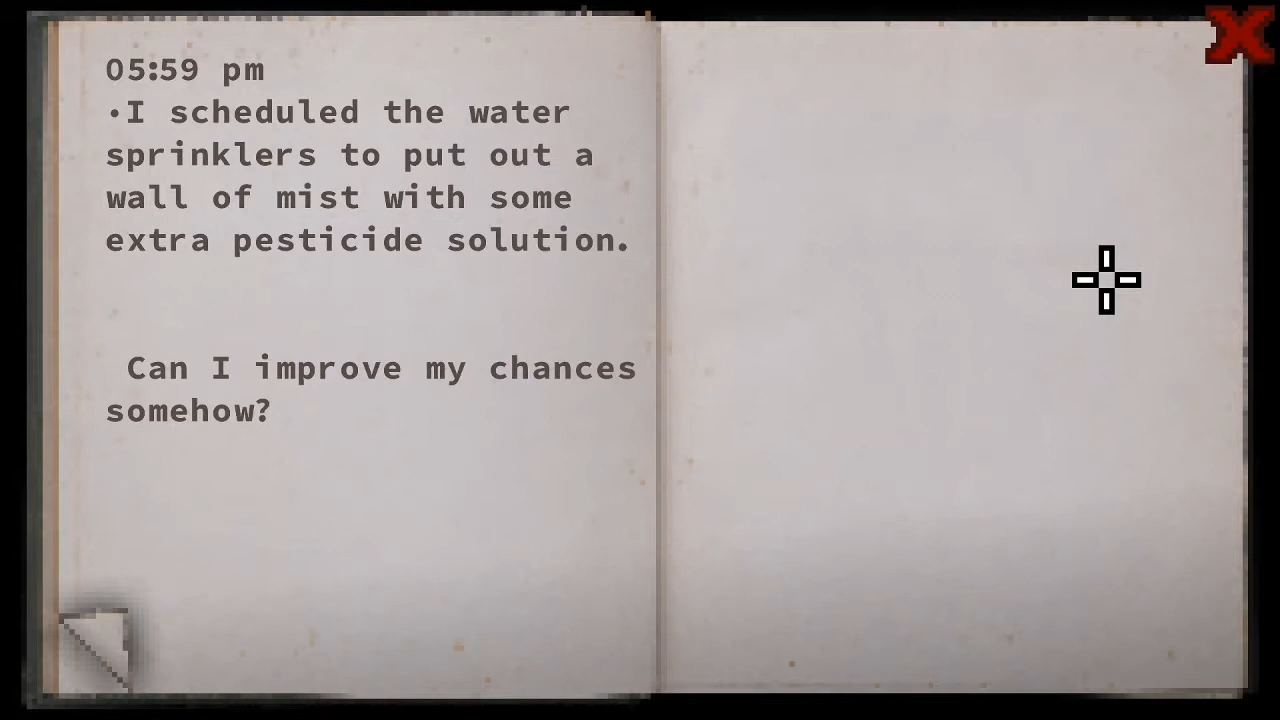 05:59 pm
•I scheduled the water
sprinklers to put out a
wall of mist with some
extra pesticide solution.
Can I improve my chances
somehow?